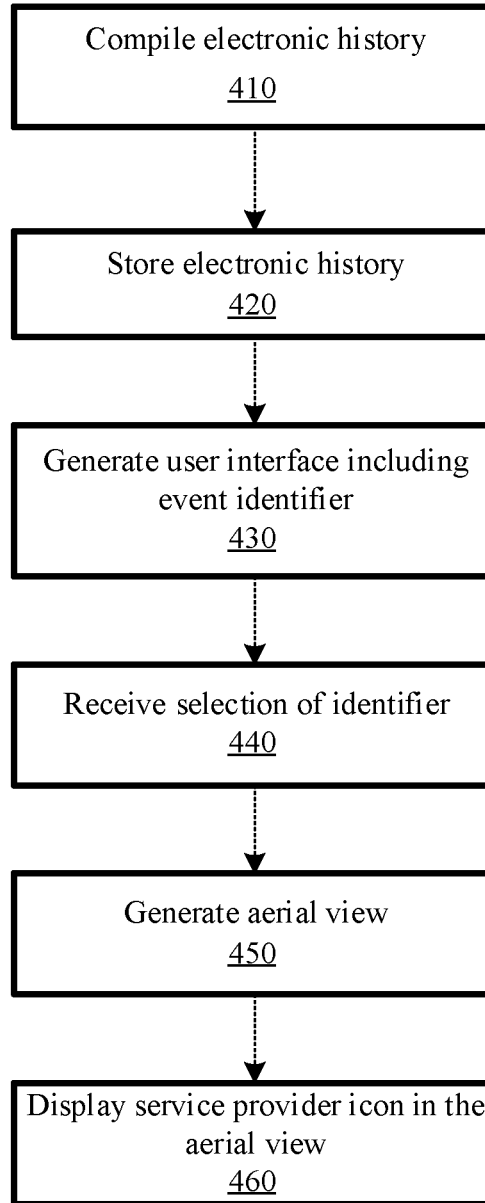 Compile electronic history
410
Store electronic history
420
Generate user interface including
event identifier
430
Receive selection of identifier
440
Generate aerial view
450
Display service provider icon in the
aerial view
460